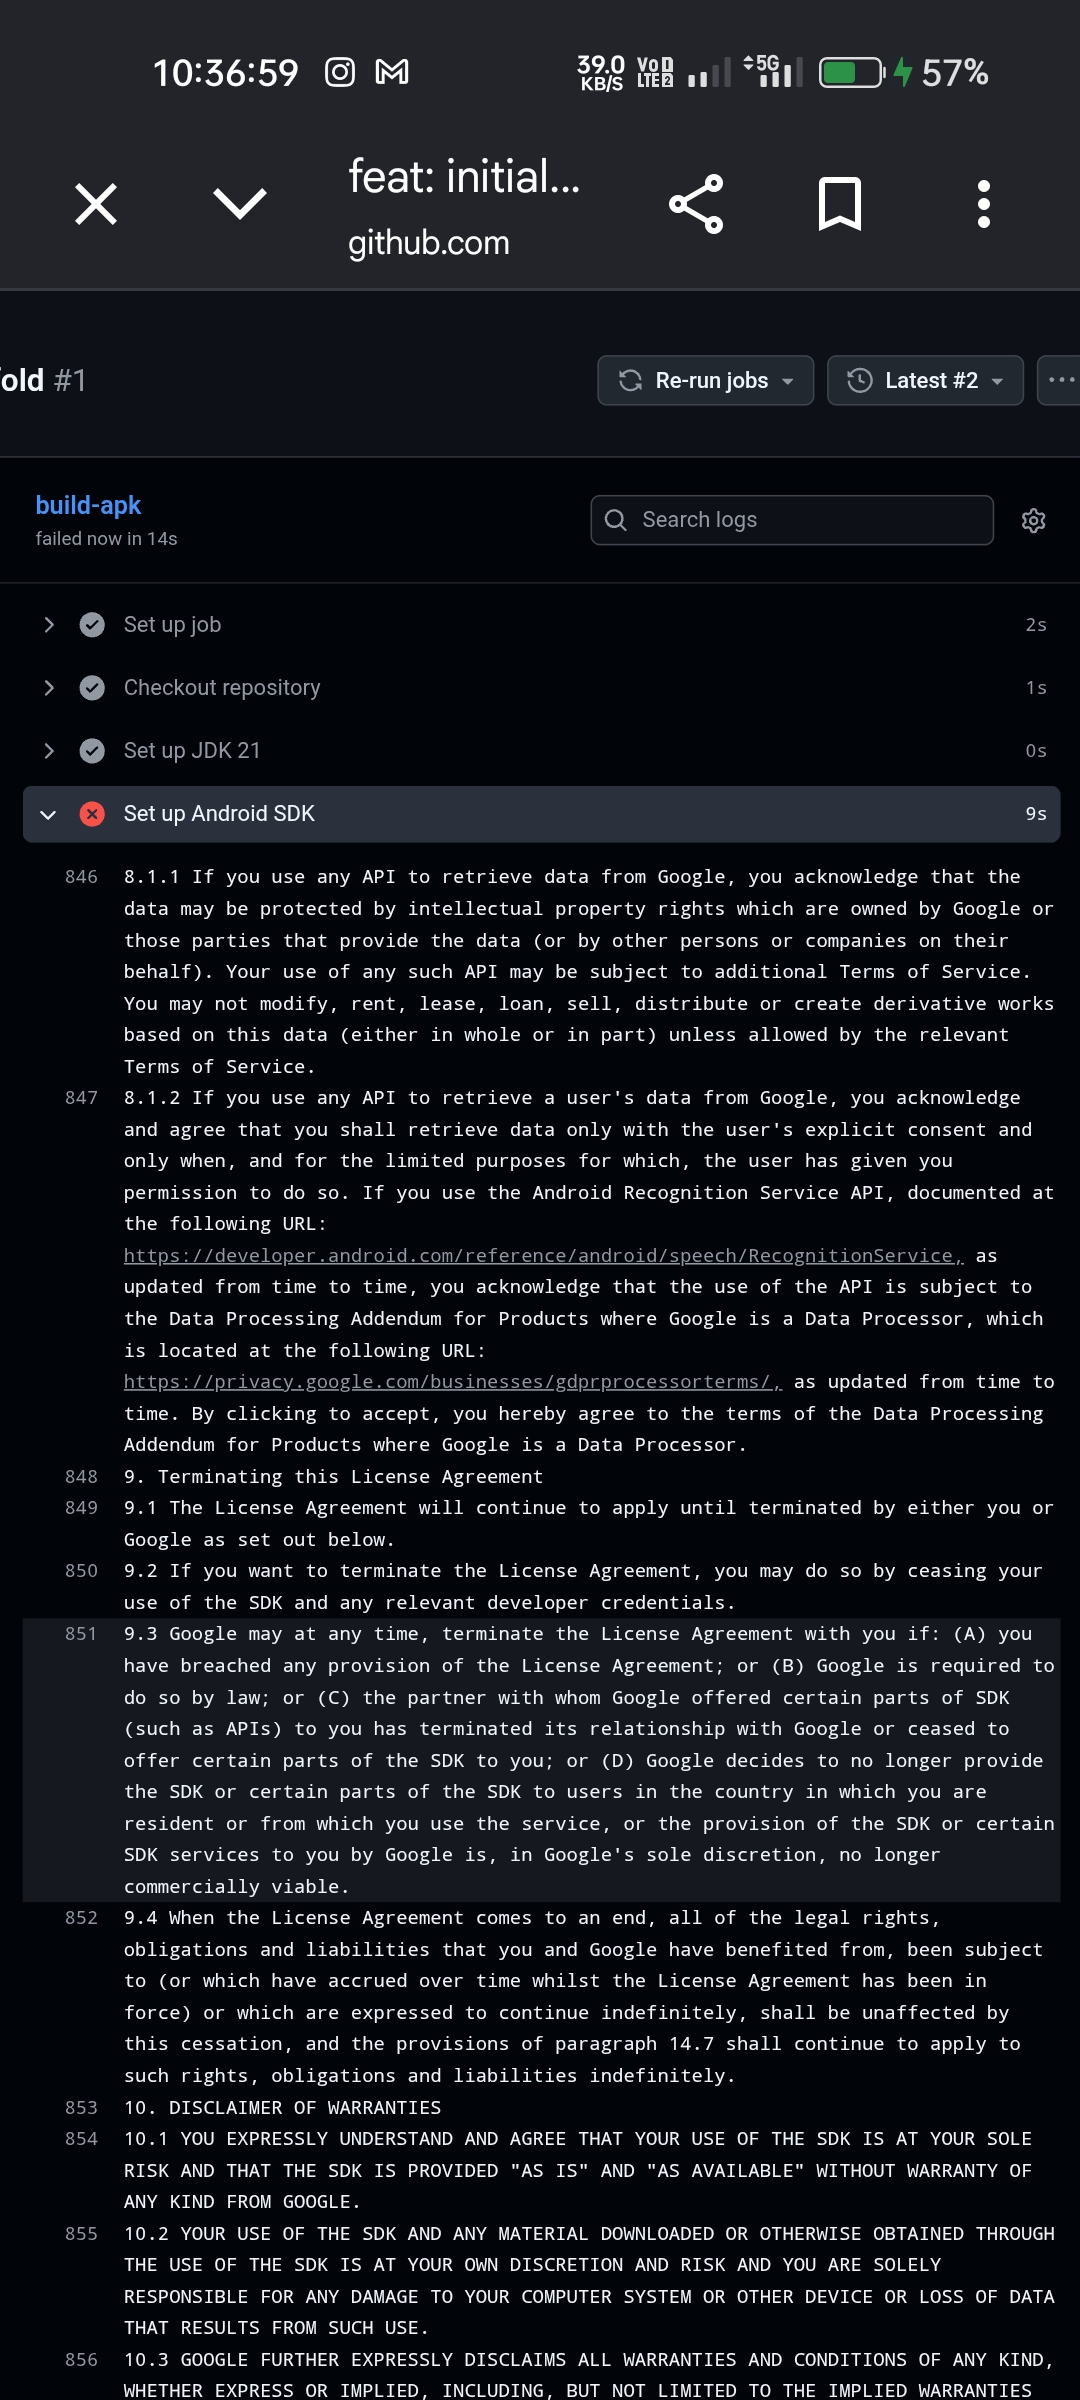 10:36:59 39.0 KB/S VoLTE 1 2 5G 57%
feat: initial...
github.com
old #1 Re-run jobs Latest #2 ...
build-apk
failed now in 14s
Search logs
Set up job 2s
Checkout repository 1s
Set up JDK 21 0s
Set up Android SDK 9s
846 8.1.1 If you use any API to retrieve data from Google, you acknowledge that the
data may be protected by intellectual property rights which are owned by Google or
those parties that provide the data (or by other persons or companies on their
behalf). Your use of any such API may be subject to additional Terms of Service.
You may not modify, rent, lease, loan, sell, distribute or create derivative works
based on this data (either in whole or in part) unless allowed by the relevant
Terms of Service.
847 8.1.2 If you use any API to retrieve a user's data from Google, you acknowledge
and agree that you shall retrieve data only with the user's explicit consent and
only when, and for the limited purposes for which, the user has given you
permission to do so. If you use the Android Recognition Service API, documented at
the following URL:
https://developer.android.com/reference/android/speech/RecognitionService, as
updated from time to time, you acknowledge that the use of the API is subject to
the Data Processing Addendum for Products where Google is a Data Processor, which
is located at the following URL:
https://privacy.google.com/businesses/gdprprocessorterms/, as updated from time to
time. By clicking to accept, you hereby agree to the terms of the Data Processing
Addendum for Products where Google is a Data Processor.
848 9. Terminating this License Agreement
849 9.1 The License Agreement will continue to apply until terminated by either you or
Google as set out below.
850 9.2 If you want to terminate the License Agreement, you may do so by ceasing your
use of the SDK and any relevant developer credentials.
851 9.3 Google may at any time, terminate the License Agreement with you if: (A) you
have breached any provision of the License Agreement; or (B) Google is required to
do so by law; or (C) the partner with whom Google offered certain parts of SDK
(such as APIs) to you has terminated its relationship with Google or ceased to
offer certain parts of the SDK to you; or (D) Google decides to no longer provide
the SDK or certain parts of the SDK to users in the country in which you are
resident or from which you use the service, or the provision of the SDK or certain
SDK services to you by Google is, in Google's sole discretion, no longer
commercially viable.
852 9.4 When the License Agreement comes to an end, all of the legal rights,
obligations and liabilities that you and Google have benefited from, been subject
to (or which have accrued over time whilst the License Agreement has been in
force) or which are expressed to continue indefinitely, shall be unaffected by
this cessation, and the provisions of paragraph 14.7 shall continue to apply to
such rights, obligations and liabilities indefinitely.
853 10. DISCLAIMER OF WARRANTIES
854 10.1 YOU EXPRESSLY UNDERSTAND AND AGREE THAT YOUR USE OF THE SDK IS AT YOUR SOLE
RISK AND THAT THE SDK IS PROVIDED "AS IS" AND "AS AVAILABLE" WITHOUT WARRANTY OF
ANY KIND FROM GOOGLE.
855 10.2 YOUR USE OF THE SDK AND ANY MATERIAL DOWNLOADED OR OTHERWISE OBTAINED THROUGH
THE USE OF THE SDK IS AT YOUR OWN DISCRETION AND RISK AND YOU ARE SOLELY
RESPONSIBLE FOR ANY DAMAGE TO YOUR COMPUTER SYSTEM OR OTHER DEVICE OR LOSS OF DATA
THAT RESULTS FROM SUCH USE.
856 10.3 GOOGLE FURTHER EXPRESSLY DISCLAIMS ALL WARRANTIES AND CONDITIONS OF ANY KIND,
WHETHER EXPRESS OR IMPLIED, INCLUDING, BUT NOT LIMITED TO THE IMPLIED WARRANTIES